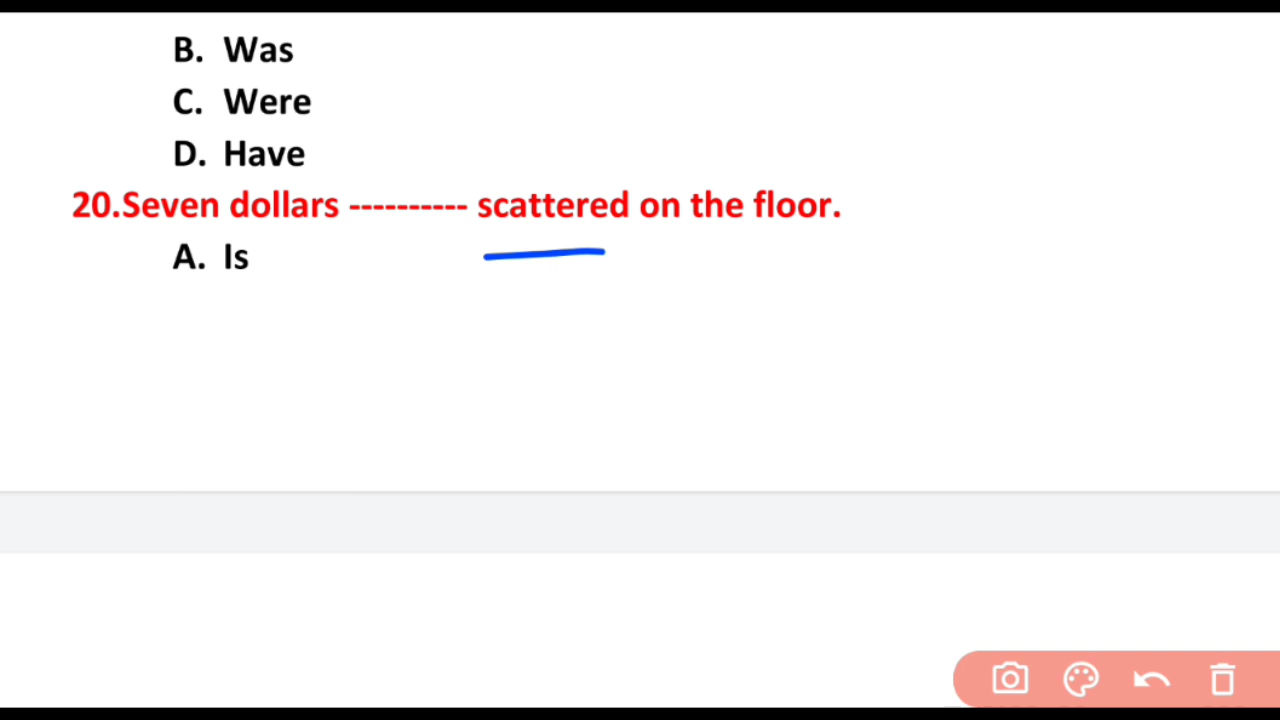 B. Was
C. Were
D. Have
20.Seven dollars ---------- scattered on the floor.
A. Is